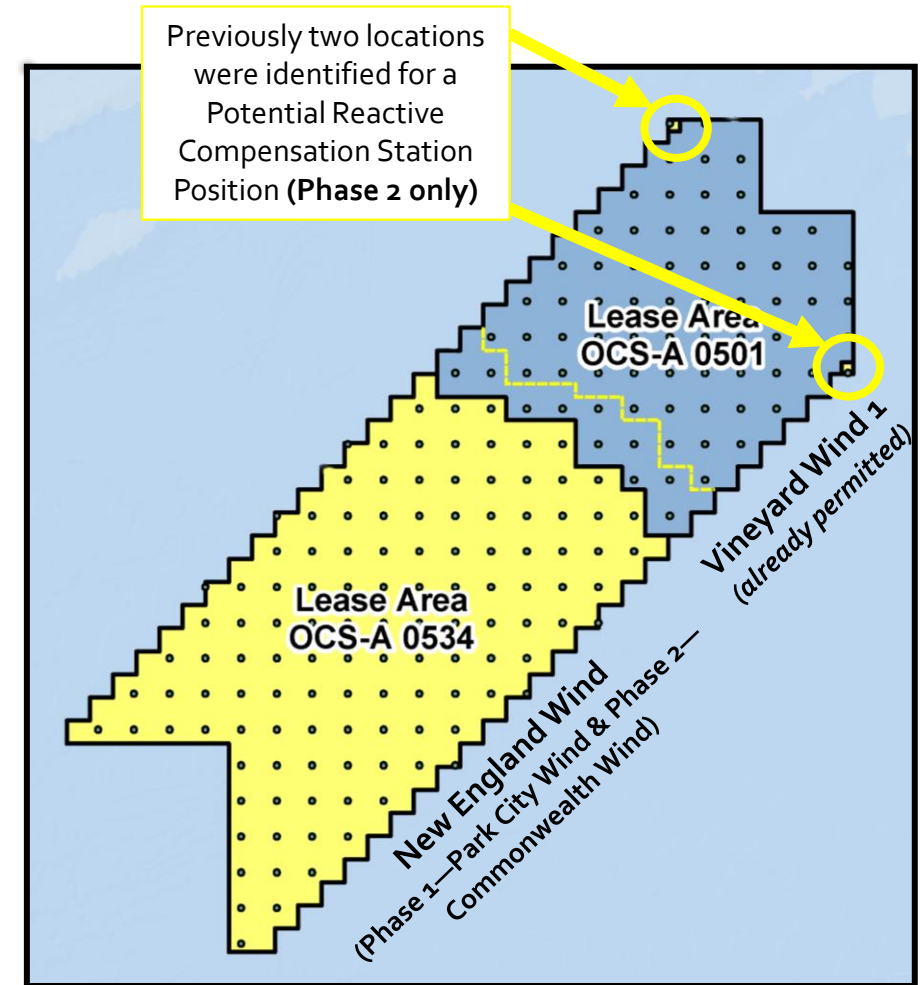 Previously two locations
were identified for a
Potential Reactive
Compensation Station
Position (Phase 2 only)
Lease Area
OCS-A 0501
Vineyard Wind 1
(already permitted)
Lease Area
OCS-A 0534
New England Wind
(Phase 1—Park City Wind & Phase 2—
Commonwealth Wind)